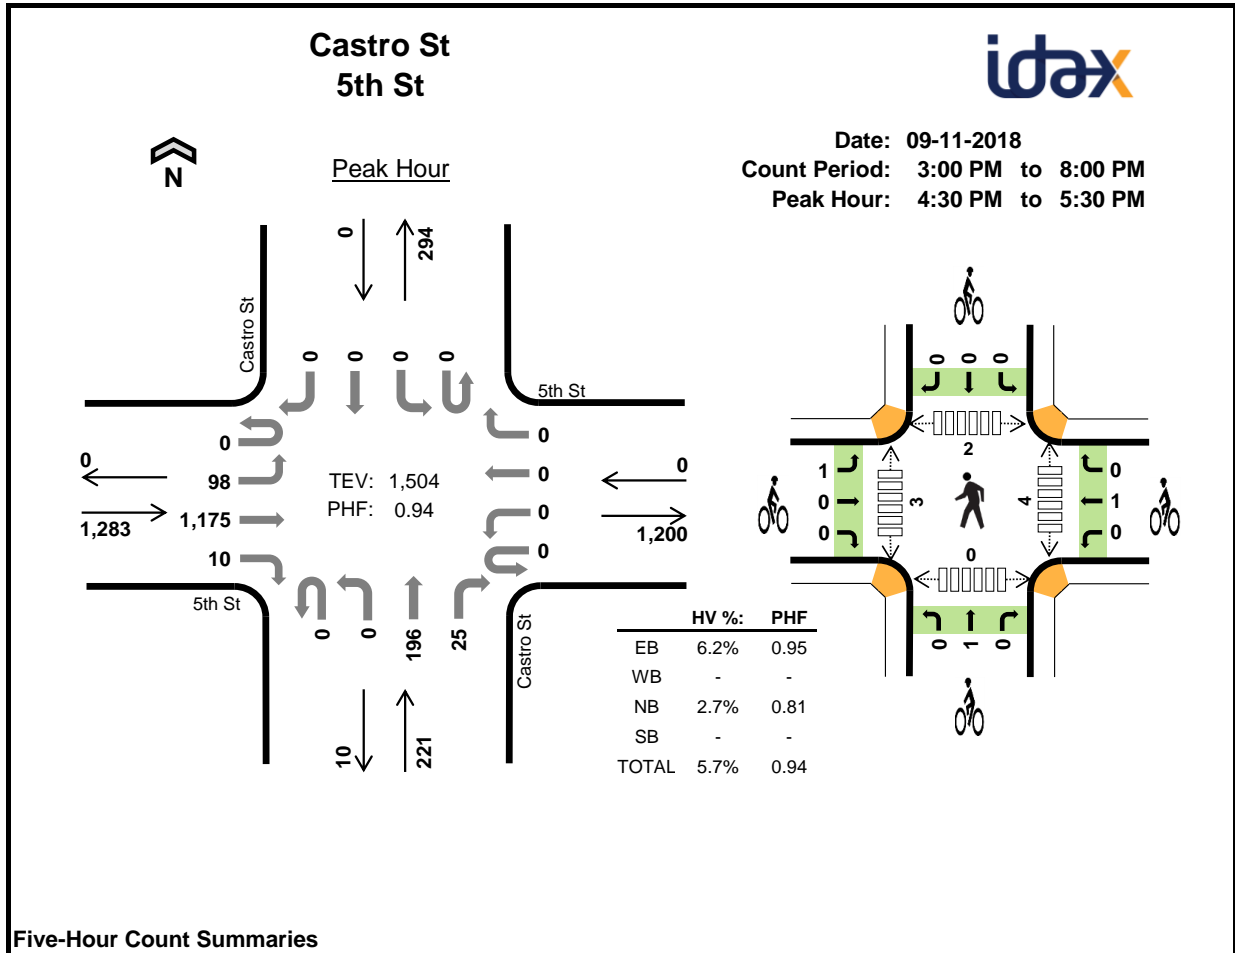 Castro St
5th St
idax
Date: 09-11-2018
Count Period: 3:00 PM to 8:00 PM
Peak Hour: 4:30 PM to 5:30 PM
N
Peak Hour
0
294
Castro St
0 0 0 0
5th St
0
0
98
1,175
10
0
1,283
TEV: 1,504
PHF: 0.94
0
0
0
0
0
1,200
5th St
0 0 196 25
Castro St
10
221
HV %: PHF
EB 6.2% 0.95
WB - -
NB 2.7% 0.81
SB - -
TOTAL 5.7% 0.94
0 0 0
2
1
0
0
3
4
0
1
0
0
0 1 0
Five-Hour Count Summaries